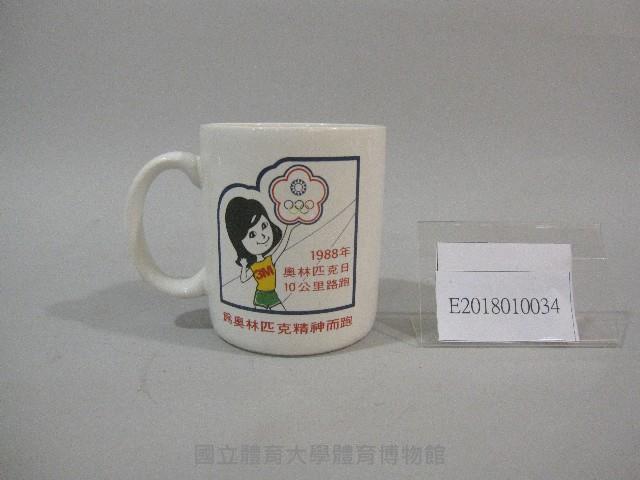 1988年
奧林匹克日
10公里路跑
3M
為奧林匹克精神而跑
E2018010034
國立體育大學體育博物館